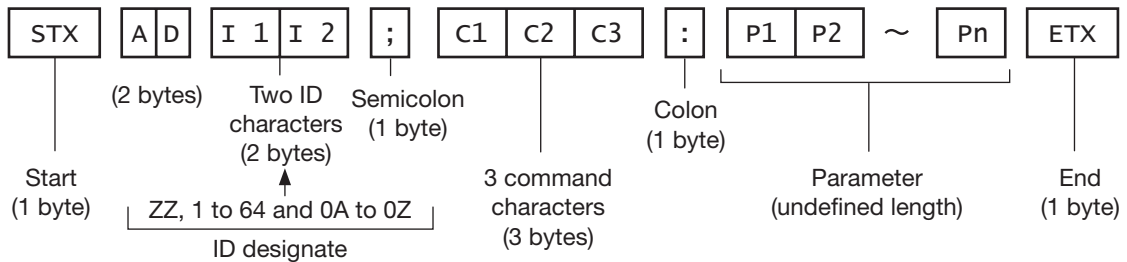 STX A D I 1 I 2 ; C1 C2 C3 : P1 P2 ~ Pn ETX
(2 bytes)
Two ID
characters
(2 bytes)
Semicolon
(1 byte)
Colon
(1 byte)
Start
(1 byte)
ZZ, 1 to 64 and 0A to 0Z
ID designate
3 command
characters
(3 bytes)
Parameter
(undefined length)
End
(1 byte)